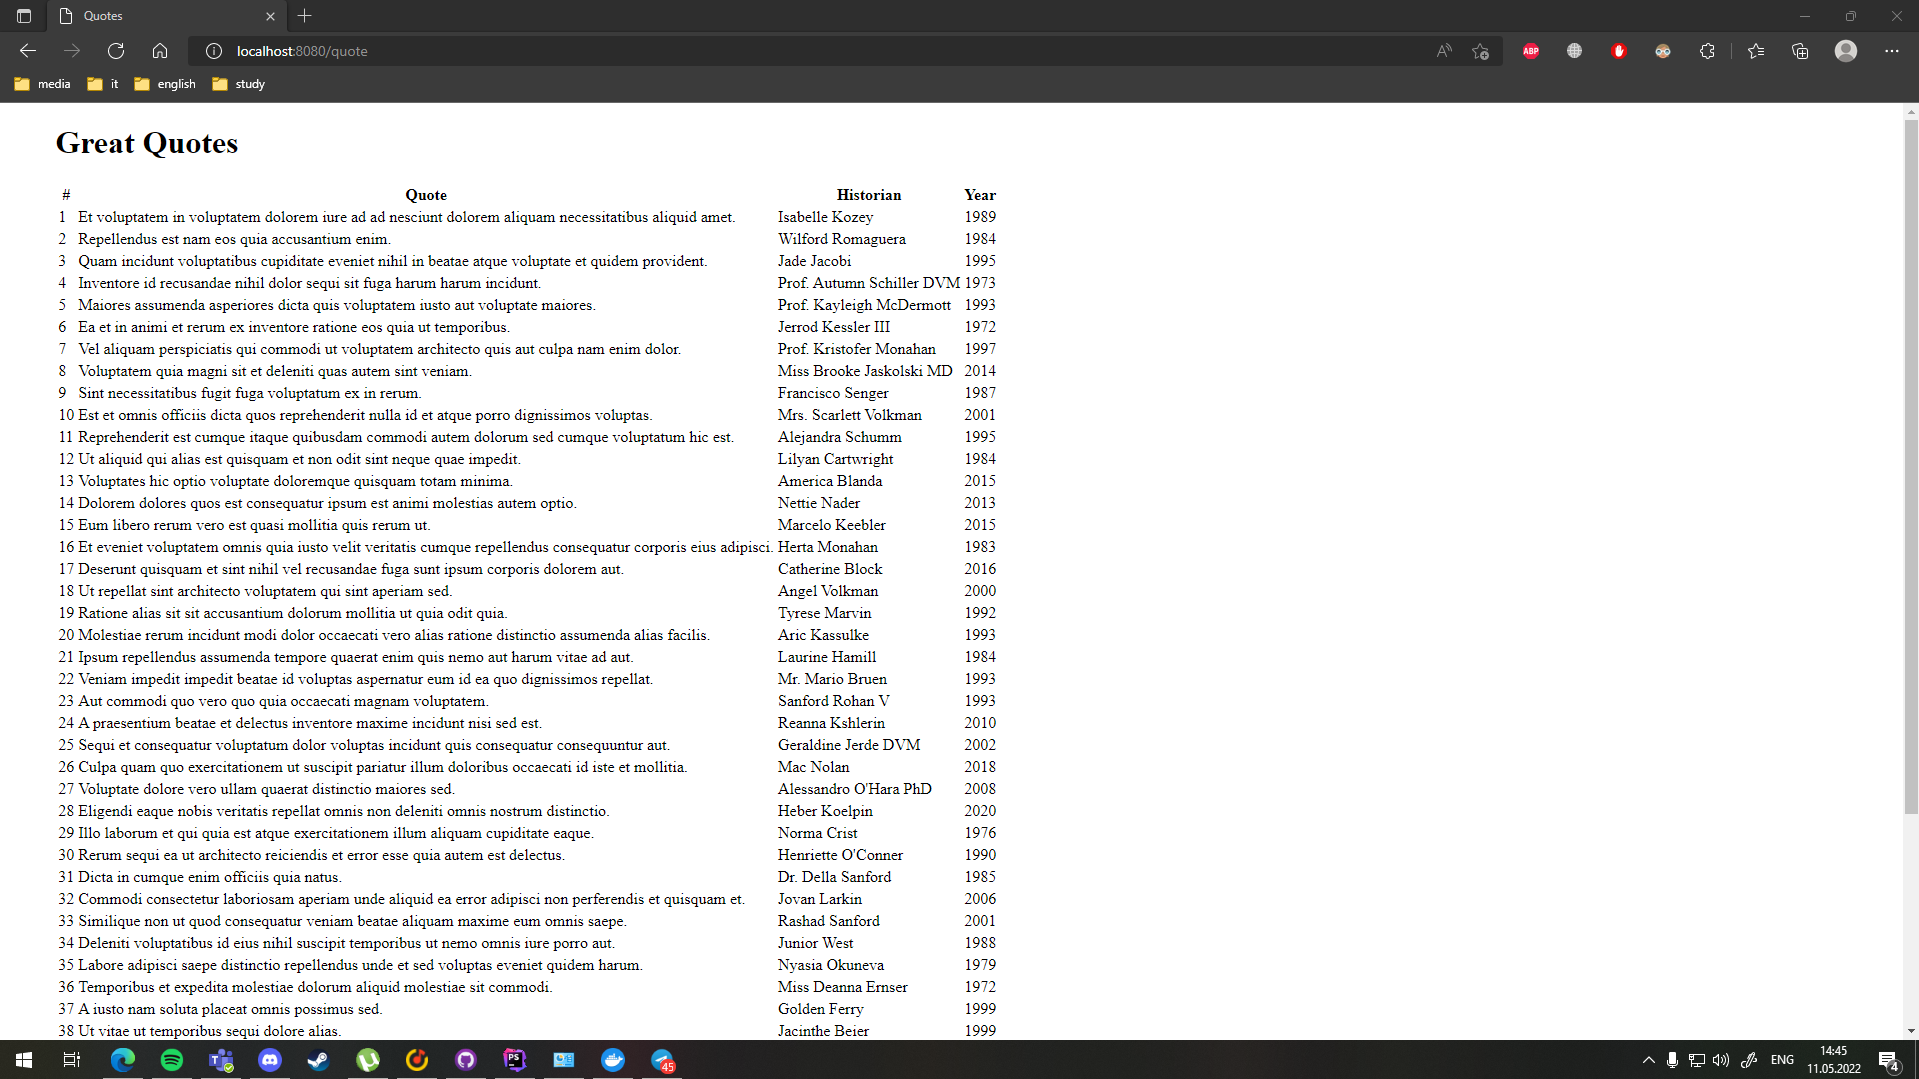 Quotes
localhost:8080/quote
ABP
media it english study
Great Quotes
# Quote Historian Year
1 Et voluptatem in voluptatem dolorem iure ad ad nesciunt dolorem aliquam necessitatibus aliquid amet. Isabelle Kozey 1989
2 Repellendus est nam eos quia accusantium enim. Wilford Romaguera 1984
3 Quam incidunt voluptatibus cupiditate eveniet nihil in beatae atque voluptate et quidem provident. Jade Jacobi 1995
4 Inventore id recusandae nihil dolor sequi sit fuga harum harum incidunt. Prof. Autumn Schiller DVM 1973
5 Maiores assumenda asperiores dicta quis voluptatem iusto aut voluptate maiores. Prof. Kayleigh McDermott 1993
6 Ea et in animi et rerum ex inventore ratione eos quia ut temporibus. Jerrod Kessler III 1972
7 Vel aliquam perspiciatis qui commodi ut voluptatem architecto quis aut culpa nam enim dolor. Prof. Kristofer Monahan 1997
8 Voluptatem quia magni sit et deleniti quas autem sint veniam. Miss Brooke Jaskolski MD 2014
9 Sint necessitatibus fugit fuga voluptatum ex in rerum. Francisco Senger 1987
10 Est et omnis officiis dicta quos reprehenderit nulla id et atque porro dignissimos voluptas. Mrs. Scarlett Volkman 2001
11 Reprehenderit est cumque itaque quibusdam commodi autem dolorum sed cumque voluptatum hic est. Alejandra Schumm 1995
12 Ut aliquid qui alias est quisquam et non odit sint neque quae impedit. Lilyan Cartwright 1984
13 Voluptates hic optio voluptate doloremque quisquam totam minima. America Blanda 2015
14 Dolorem dolores quos est consequatur ipsum est animi molestias autem optio. Nettie Nader 2013
15 Eum libero rerum vero est quasi mollitia quis rerum ut. Marcelo Keebler 2015
16 Et eveniet voluptatem omnis quia iusto velit veritatis cumque repellendus consequatur corporis eius adipisci. Herta Monahan 1983
17 Deserunt quisquam et sint nihil vel recusandae fuga sunt ipsum corporis dolorem aut. Catherine Block 2016
18 Ut repellat sint architecto voluptatem qui sint aperiam sed. Angel Volkman 2000
19 Ratione alias sit sit accusantium dolorum mollitia ut quia odit quia. Tyrese Marvin 1992
20 Molestiae rerum incidunt modi dolor occaecati vero alias ratione distinctio assumenda alias facilis. Aric Kassulke 1993
21 Ipsum repellendus assumenda tempore quaerat enim quis nemo aut harum vitae ad aut. Laurine Hamill 1984
22 Veniam impedit impedit beatae id voluptas aspernatur eum id ea quo dignissimos repellat. Mr. Mario Bruen 1993
23 Aut commodi quo vero quo quia occaecati magnam voluptatem. Sanford Rohan V 1993
24 A praesentium beatae et delectus inventore maxime incidunt nisi sed est. Reanna Kshlerin 2010
25 Sequi et consequatur voluptatum dolor voluptas incidunt quis consequatur consequuntur aut. Geraldine Jerde DVM 2002
26 Culpa quam quo exercitationem ut suscipit pariatur illum doloribus occaecati id iste et mollitia. Mac Nolan 2018
27 Voluptate dolore vero ullam quaerat distinctio maiores sed. Alessandro O'Hara PhD 2008
28 Eligendi eaque nobis veritatis repellat omnis non deleniti omnis nostrum distinctio. Heber Koelpin 2020
29 Illo laborum et qui quia est atque exercitationem illum aliquam cupiditate eaque. Norma Crist 1976
30 Rerum sequi ea ut architecto reiciendis et error esse quia autem est delectus. Henriette O'Conner 1990
31 Dicta in cumque enim officiis quia natus. Dr. Della Sanford 1985
32 Commodi consectetur laboriosam aperiam unde aliquid ea error adipisci non perferendis et quisquam et. Jovan Larkin 2006
33 Similique non ut quod consequatur veniam beatae aliquam maxime eum omnis saepe. Rashad Sanford 2001
34 Deleniti voluptatibus id eius nihil suscipit temporibus ut nemo omnis iure porro aut. Junior West 1988
35 Labore adipisci saepe distinctio repellendus unde et sed voluptas eveniet quidem harum. Nyasia Okuneva 1979
36 Temporibus et expedita molestiae dolorum aliquid molestiae sit commodi. Miss Deanna Ernser 1972
37 A iusto nam soluta placeat omnis possimus sed. Golden Ferry 1999
38 Ut vitae ut temporibus sequi dolore alias. Jacinthe Beier 1999
PS 45 ENG 14:45 4
11.05.2022